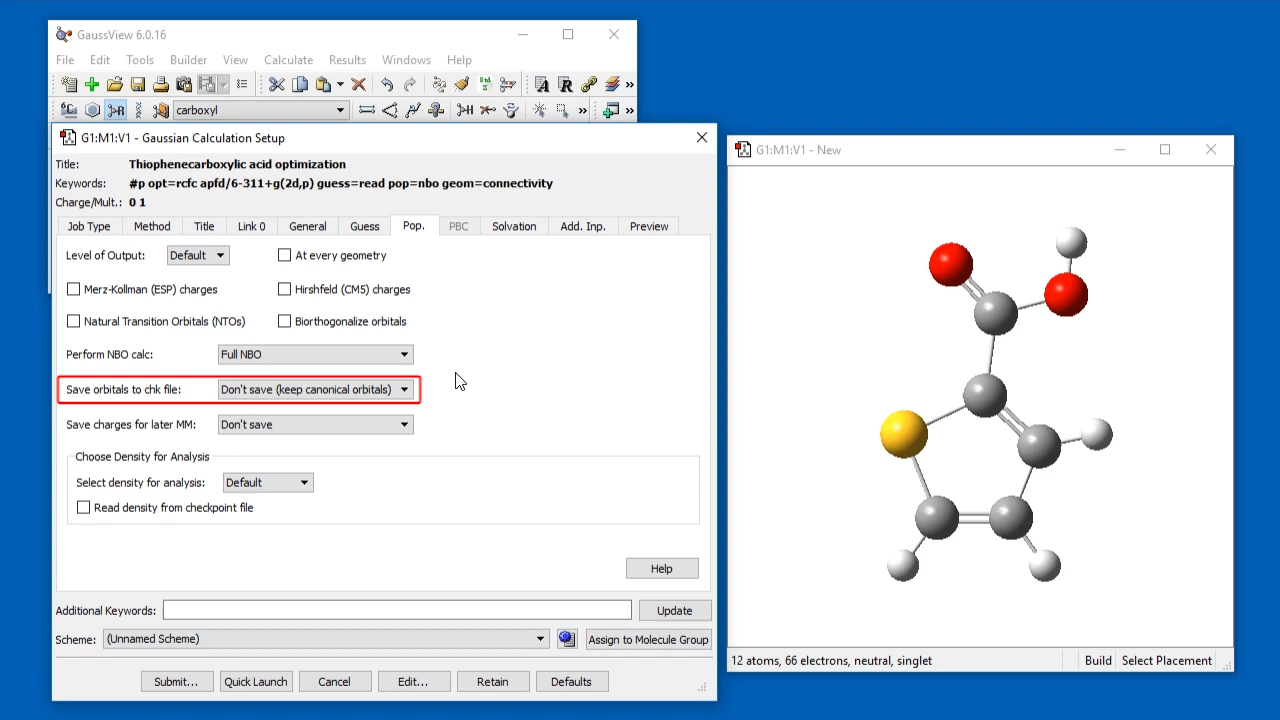 GaussView 6.0.16
File Edit Tools Builder View Calculate Results Windows Help
carboxyl
G1:M1:V1 - Gaussian Calculation Setup
Title: Thiophenecarboxylic acid optimization
Keywords: #p opt=rcfc apfd/6-311+g(2d,p) guess=read pop=nbo geom=connectivity
Charge/Mult.: 0 1
Job Type Method Title Link 0 General Guess Pop. PBC Solvation Add. Inp. Preview
Level of Output: Default At every geometry
Merz-Kollman (ESP) charges Hirshfeld (CM5) charges
Natural Transition Orbitals (NTOs) Biorthogonalize orbitals
Perform NBO calc: Full NBO
Save orbitals to chk file: Don't save (keep canonical orbitals)
Save charges for later MM: Don't save
Choose Density for Analysis
Select density for analysis: Default
Read density from checkpoint file
Help
Additional Keywords: Update
Scheme: (Unnamed Scheme) Assign to Molecule Group
Submit... Quick Launch Cancel Edit... Retain Defaults
G1:M1:V1 - New
12 atoms, 66 electrons, neutral, singlet Build Select Placement